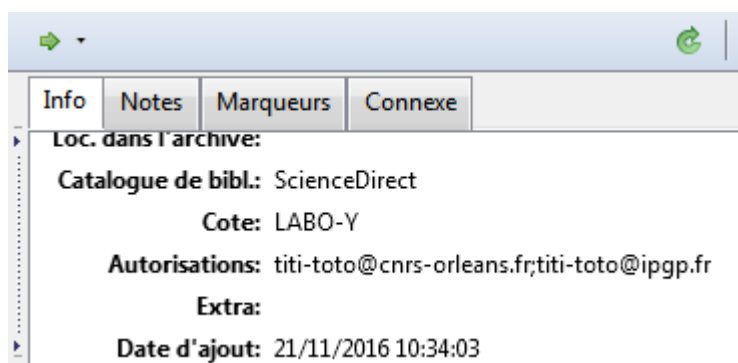 Info Notes Marqueurs Connexe
Loc. dans l'archive:
Catalogue de bibl.: ScienceDirect
Cote: LABO-Y
Autorisations: titi-toto@cnrs-orleans.fr;titi-toto@ipgp.fr
Extra:
Date d'ajout: 21/11/2016 10:34:03